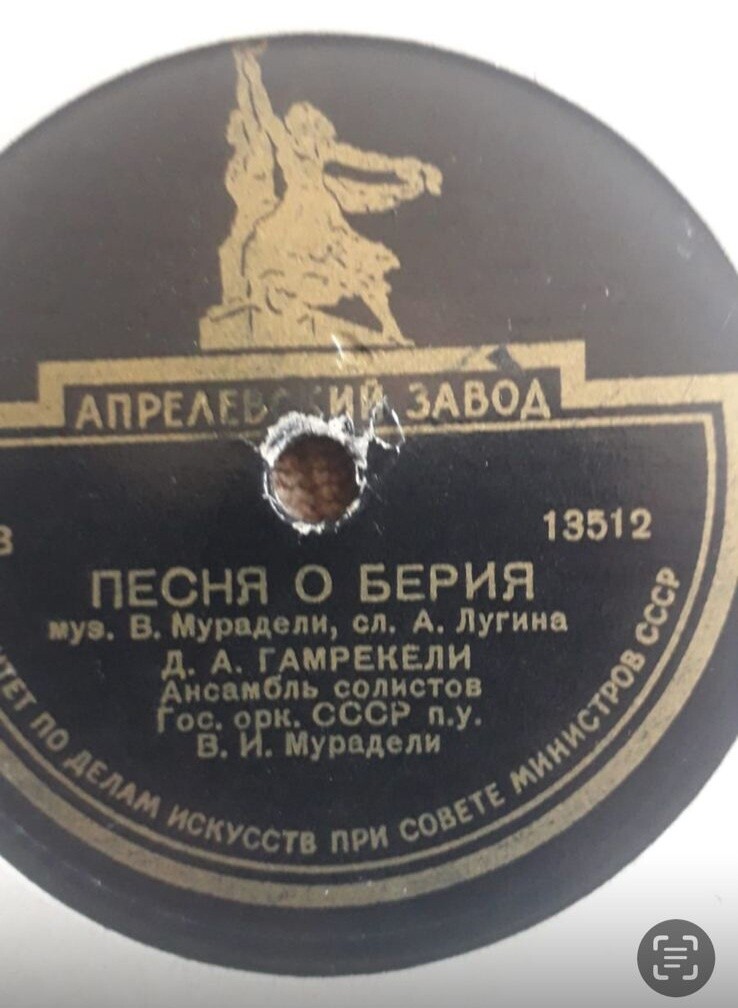 АПРЕЛЕВСКИЙ ЗАВОД
13512
ПЕСНЯ О БЕРИЯ
муз. В. Мурадели, сл. А. Лугина
Д. А. ГАМРЕКЕЛИ
Ансамбль солистов
Гос. орк. СССР п.у.
В. И. Мурадели
ПО ДЕЛАМ ИСКУССТВ ПРИ СОВЕТЕ МИНИСТРОВ СССР